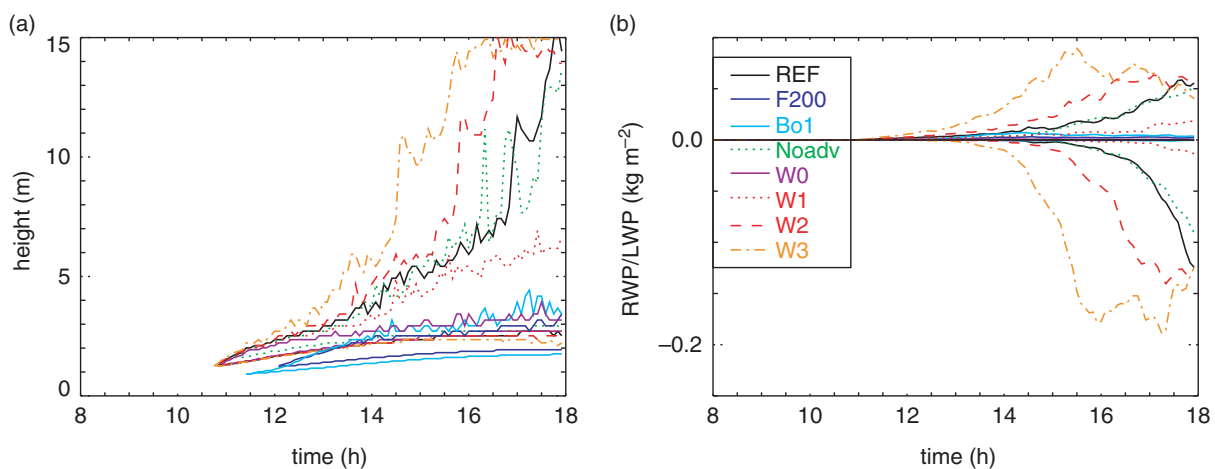 (a)
15
10
5
0
height (m)
8
10
12
14
16
18
time (h)
(b)
REF
F200
Bo1
Noadv
W0
W1
W2
W3
0.0
−0.2
RWP/LWP (kg m−2)
8
10
12
14
16
18
time (h)